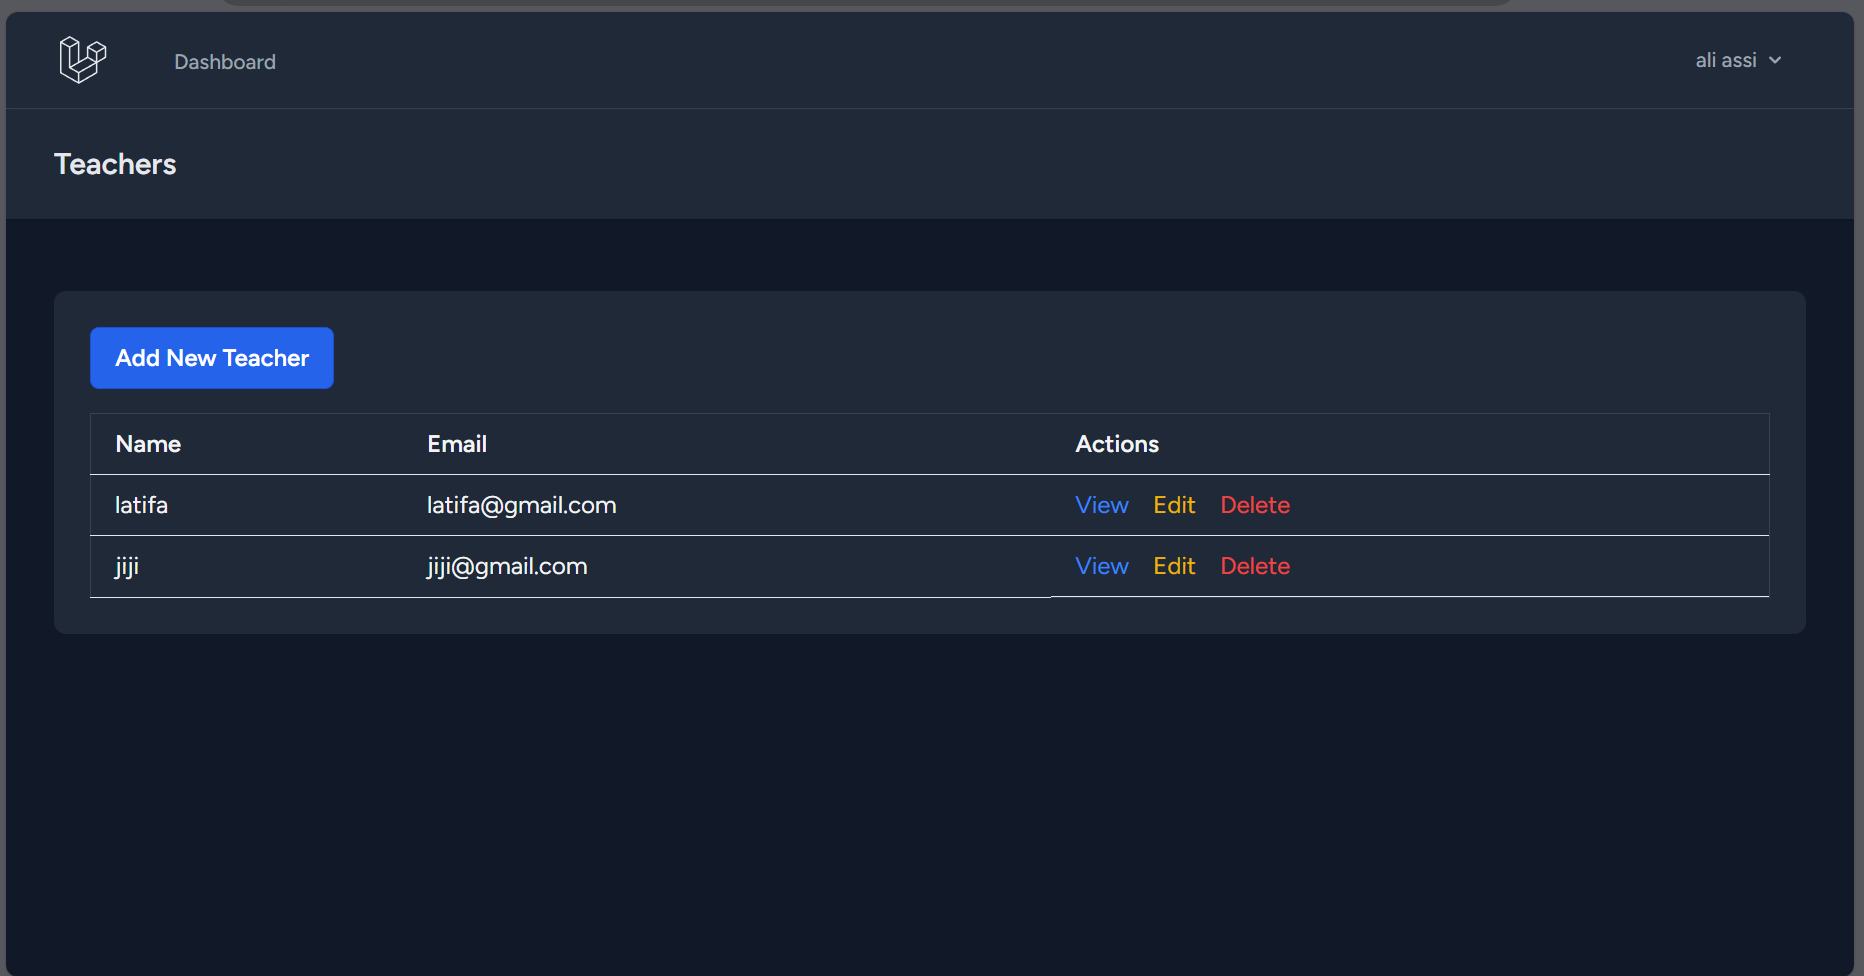 Dashboard
ali assi
Teachers
Add New Teacher
Name Email Actions
latifa latifa@gmail.com View Edit Delete
jiji jiji@gmail.com View Edit Delete